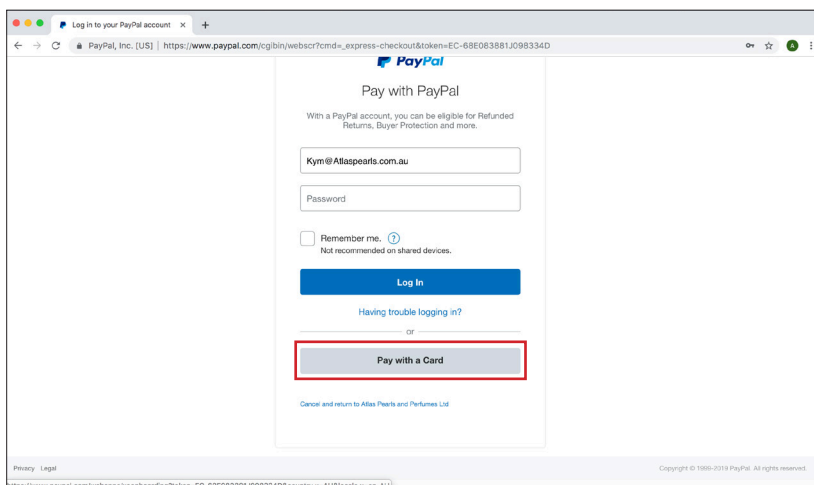 Log in to your PayPal account
PayPal, Inc. [US] | https://www.paypal.com/cgibin/webscr?cmd=_express-checkout&token=EC-68E083881J098334D
A
PayPal
Pay with PayPal
With a PayPal account, you can be eligible for Refunded
Returns, Buyer Protection and more.
Kym@Atlaspearls.com.au
Password
Remember me. ?
Not recommended on shared devices.
Log In
Having trouble logging in?
or
Pay with a Card
Cancel and return to Atlas Pearls and Perfumes Ltd
Privacy Legal
Copyright © 1999-2019 PayPal. All rights reserved.